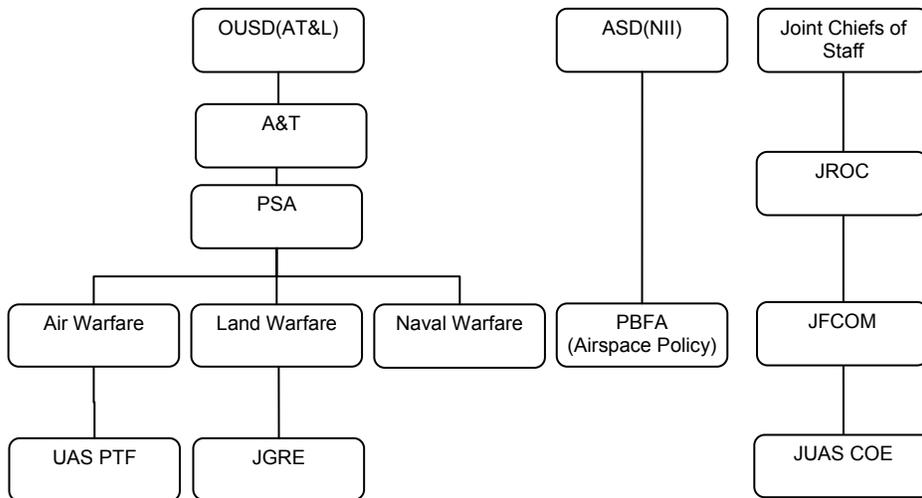 OUSD(AT&L)
ASD(NII)
Joint Chiefs of
Staff
A&T
JROC
PSA
Air Warfare
Land Warfare
Naval Warfare
PBFA
(Airspace Policy)
JFCOM
UAS PTF
JGRE
JUAS COE